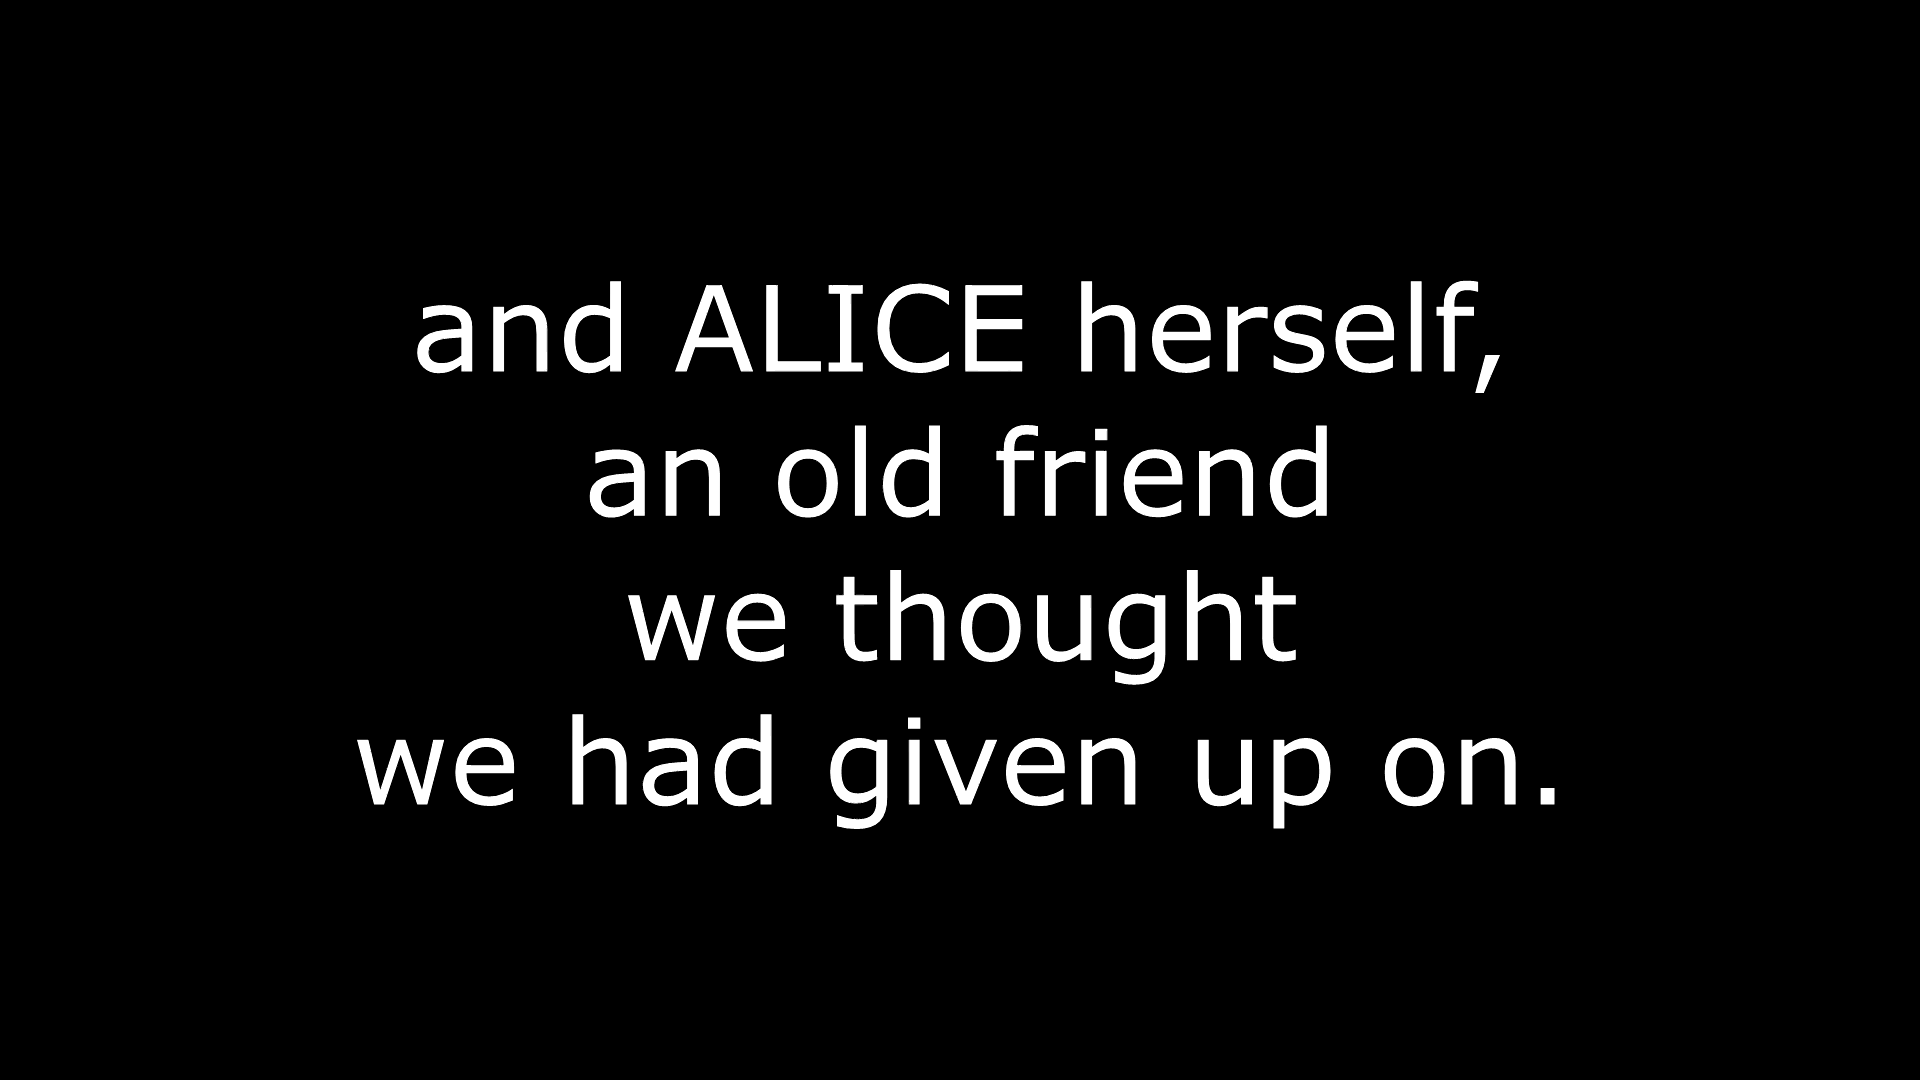 and ALICE herself,
an old friend
we thought
we had given up on.